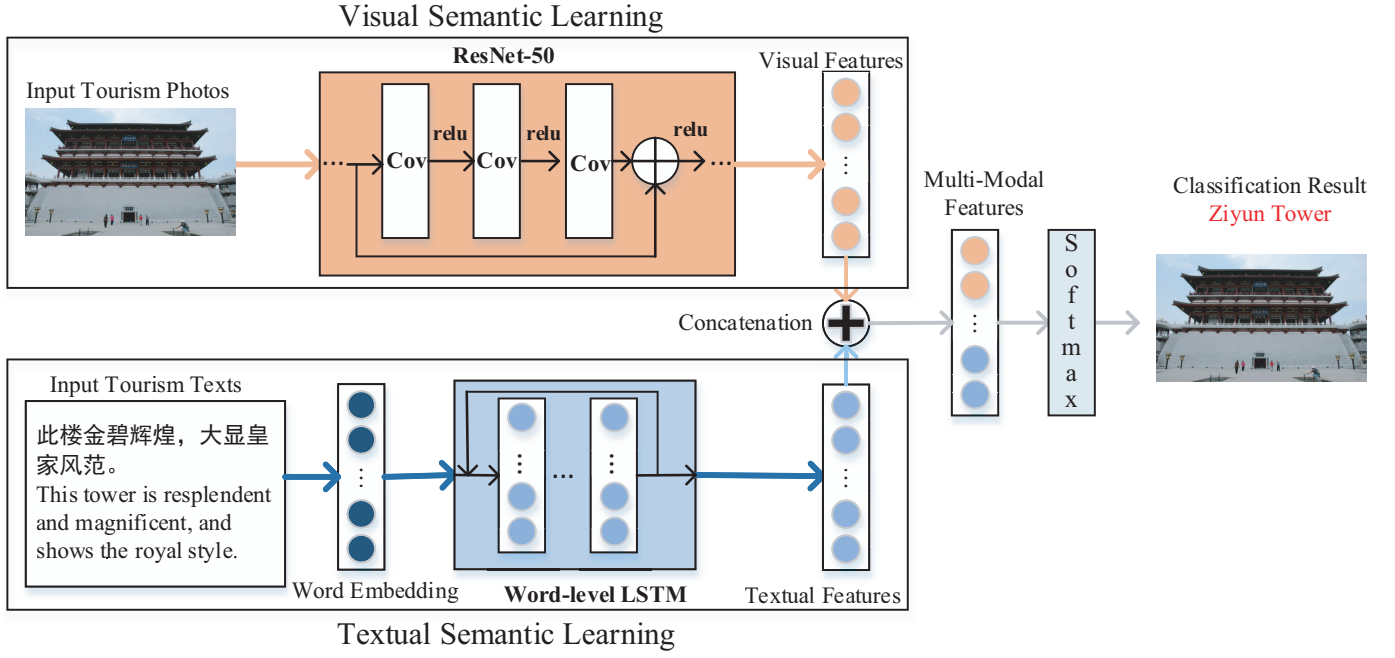 Visual Semantic Learning
ResNet-50
Visual Features
Input Tourism Photos
relu
relu
relu
...
Cov
Cov
Cov
...
Multi-Modal
Features
Classification Result
Ziyun Tower
Softmax
Concatenation
Input Tourism Texts
此楼金碧辉煌，大显皇
家风范。
This tower is resplendent
and magnificent, and
shows the royal style.
Word Embedding
Word-level LSTM
Textual Features
Textual Semantic Learning